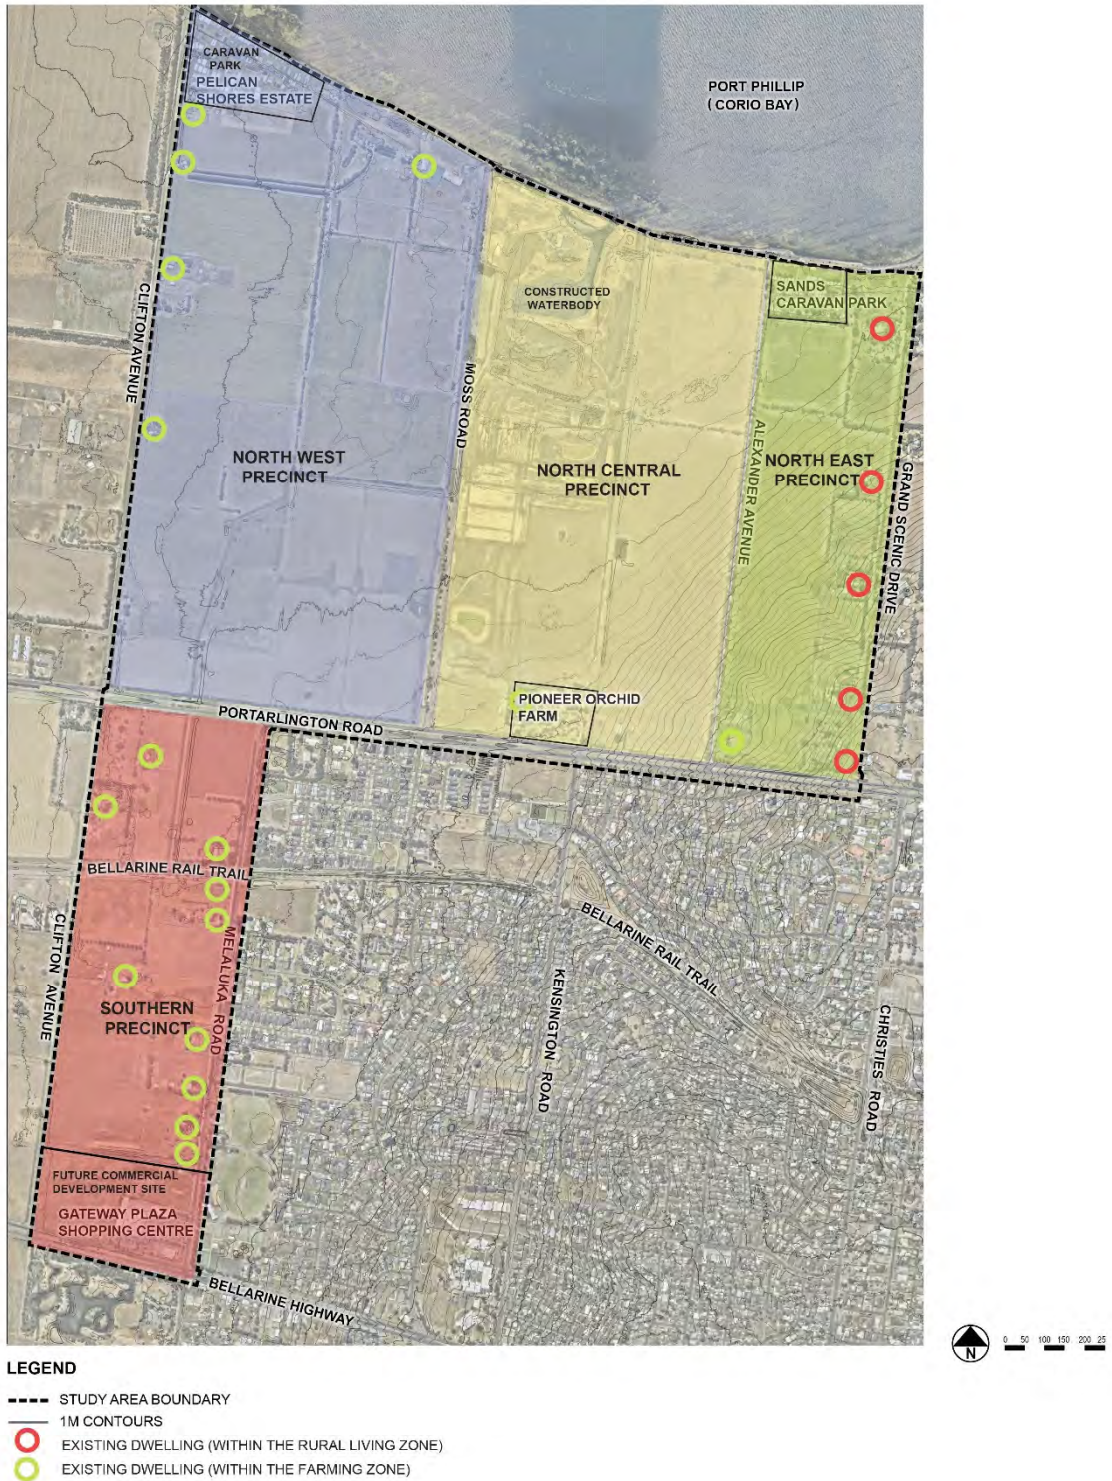 CARAVAN
PARK
PELICAN
SHORES ESTATE
PORT PHILLIP
(CORIO BAY)
SANDS
CARAVAN PARK
CONSTRUCTED
WATERBODY
CLIFTON AVENUE
MOSS ROAD
ALEXANDER AVENUE
GRAND SCENIC DRIVE
NORTH WEST
PRECINCT
NORTH CENTRAL
PRECINCT
NORTH EAST
PRECINCT
PIONEER ORCHID
FARM
PORTARLINGTON ROAD
BELLARINE RAIL TRAIL
BELLARINE RAIL TRAIL
CLIFTON AVENUE
MELALUKA ROAD
KENSINGTON ROAD
CHRISTIES ROAD
SOUTHERN
PRECINCT
FUTURE COMMERCIAL
DEVELOPMENT SITE
GATEWAY PLAZA
SHOPPING CENTRE
BELLARINE HIGHWAY
N
0 50 100 150 200 25
LEGEND
STUDY AREA BOUNDARY
1M CONTOURS
EXISTING DWELLING (WITHIN THE RURAL LIVING ZONE)
EXISTING DWELLING (WITHIN THE FARMING ZONE)